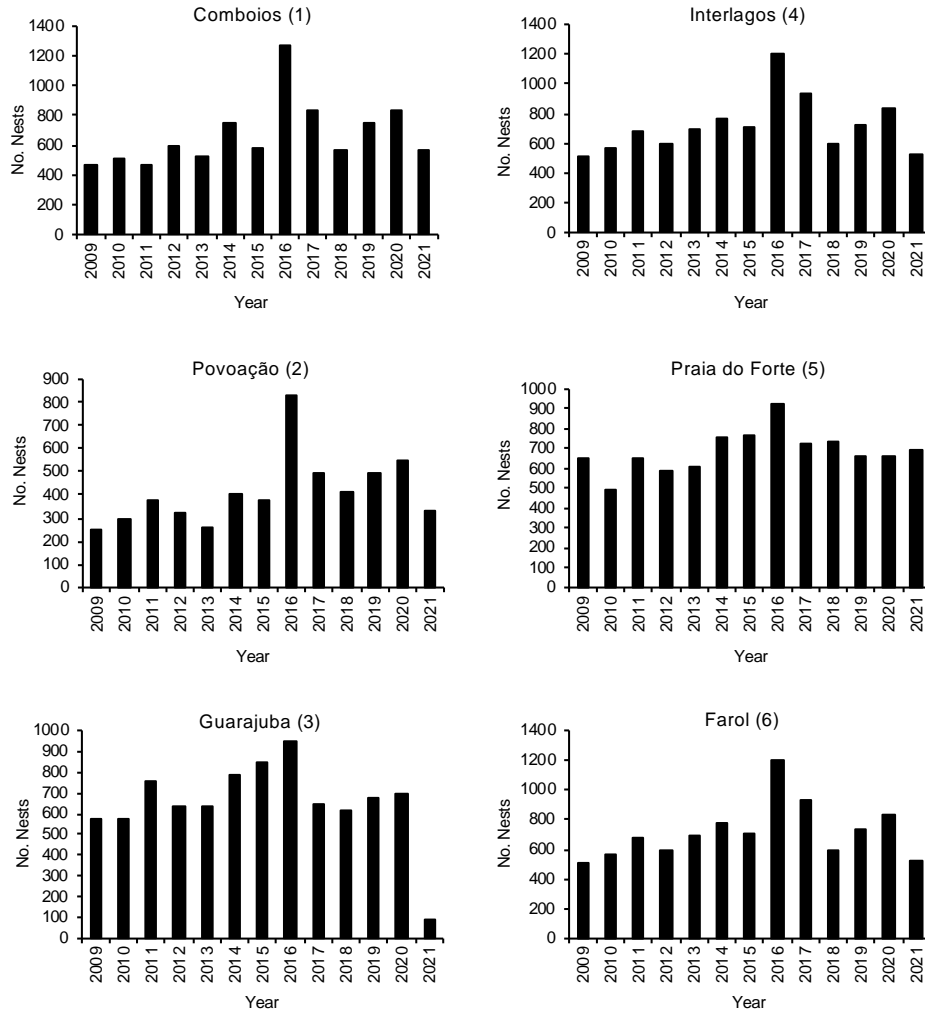 Comboios (1)
1400
1200
1000
800
600
400
200
0
No. Nests
2009 2010 2011 2012 2013 2014 2015 2016 2017 2018 2019 2020 2021
Year
Interlagos (4)
1400
1200
1000
800
600
400
200
0
No. Nests
2009 2010 2011 2012 2013 2014 2015 2016 2017 2018 2019 2020 2021
Year
Povoação (2)
900
800
700
600
500
400
300
200
100
0
No. Nests
2009 2010 2011 2012 2013 2014 2015 2016 2017 2018 2019 2020 2021
Year
Praia do Forte (5)
1000
900
800
700
600
500
400
300
200
100
0
No. Nests
2009 2010 2011 2012 2013 2014 2015 2016 2017 2018 2019 2020 2021
Year
Guarajuba (3)
1000
900
800
700
600
500
400
300
200
100
0
No. Nests
2009 2010 2011 2012 2013 2014 2015 2016 2017 2018 2019 2020 2021
Year
Farol (6)
1400
1200
1000
800
600
400
200
0
No. Nests
2009 2010 2011 2012 2013 2014 2015 2016 2017 2018 2019 2020 2021
Year